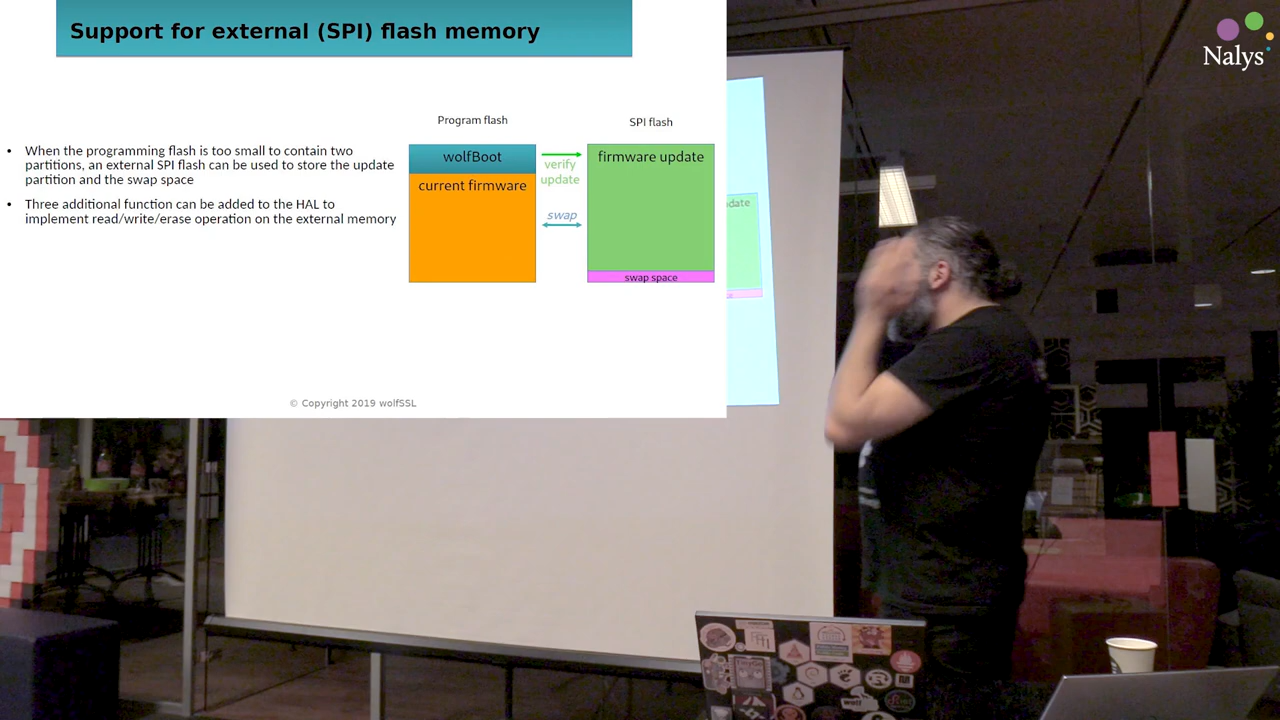 Support for external (SPI) flash memory
Nalys
Program flash
SPI flash
• When the programming flash is too small to contain two
partitions, an external SPI flash can be used to store the update
partition and the swap space
• Three additional function can be added to the HAL to
implement read/write/erase operation on the external memory
wolfBoot
current firmware
verify
update
swap
firmware update
swap space
date
© Copyright 2019 wolfSSL
wolf